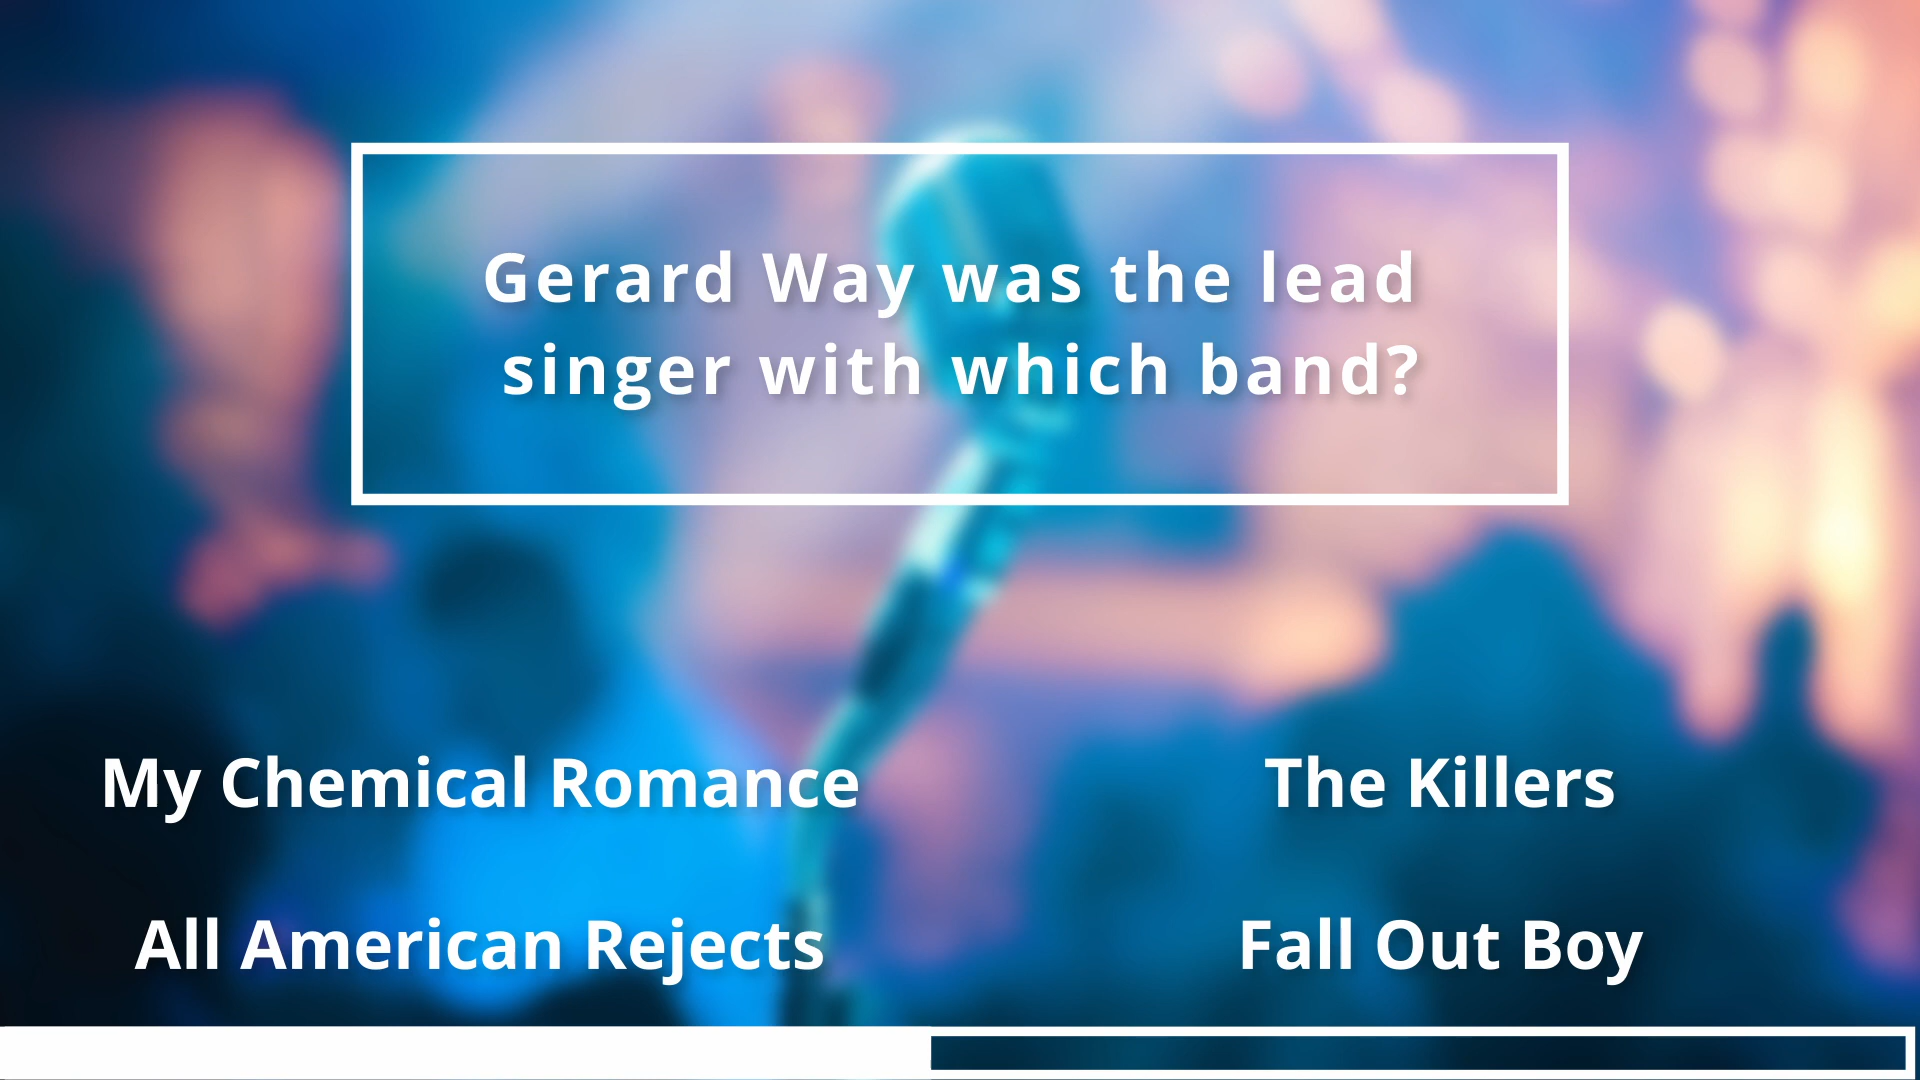 Gerard Way was the lead
singer with which band?
My Chemical Romance
The Killers
All American Rejects
Fall Out Boy